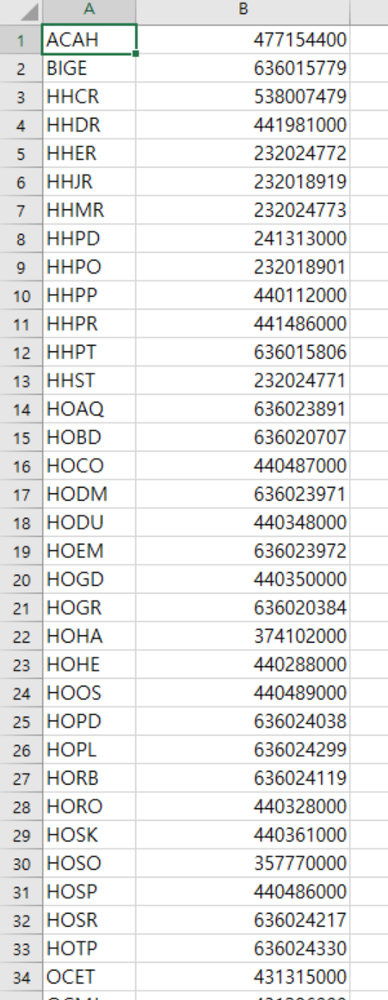 A B
1 ACAH 477154400
2 BIGE 636015779
3 HHCR 538007479
4 HHDR 441981000
5 HHER 232024772
6 HHJR 232018919
7 HHMR 232024773
8 HHPD 241313000
9 HHPO 232018901
10 HHPP 440112000
11 HHPR 441486000
12 HHPT 636015806
13 HHST 232024771
14 HOAQ 636023891
15 HOBD 636020707
16 HOCO 440487000
17 HODM 636023971
18 HODU 440348000
19 HOEM 636023972
20 HOGD 440350000
21 HOGR 636020384
22 HOHA 374102000
23 HOHE 440288000
24 HOOS 440489000
25 HOPD 636024038
26 HOPL 636024299
27 HORB 636024119
28 HORO 440328000
29 HOSK 440361000
30 HOSO 357770000
31 HOSP 440486000
32 HOSR 636024217
33 HOTP 636024330
34 OCET 431315000